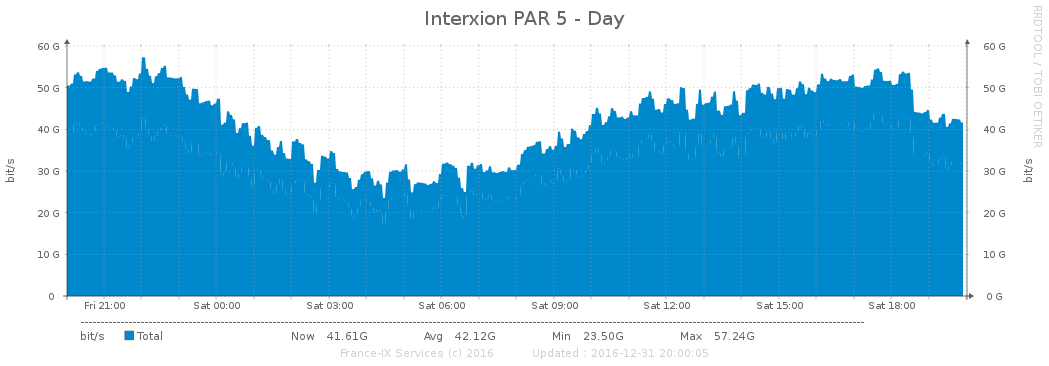 Interxion PAR 5 - Day
RRDTOOL / TOBI OETIKER
60 G 60 G
50 G 50 G
40 G 40 G
30 G 30 G
20 G 20 G
10 G 10 G
0 0 G
bit/s bit/s
Fri 21:00 Sat 00:00 Sat 03:00 Sat 06:00 Sat 09:00 Sat 12:00 Sat 15:00 Sat 18:00
bit/s Total Now 41.61G Avg 42.12G Min 23.50G Max 57.24G
France-IX Services (c) 2016 Updated : 2016-12-31 20:00:05